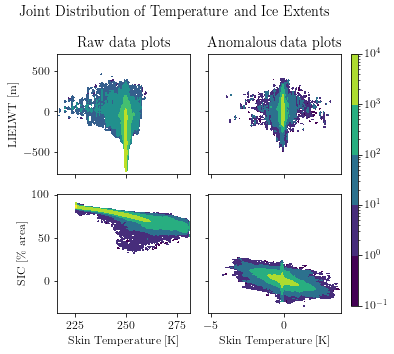 Joint Distribution of Temperature and Ice Extents
Raw data plots
Anomalous data plots
LIELWT [m]
500
0
−500
SIC [% area]
100
50
0
225
250
275
Skin Temperature [K]
−5
0
Skin Temperature [K]
10^4
10^3
10^2
10^1
10^0
10^−1